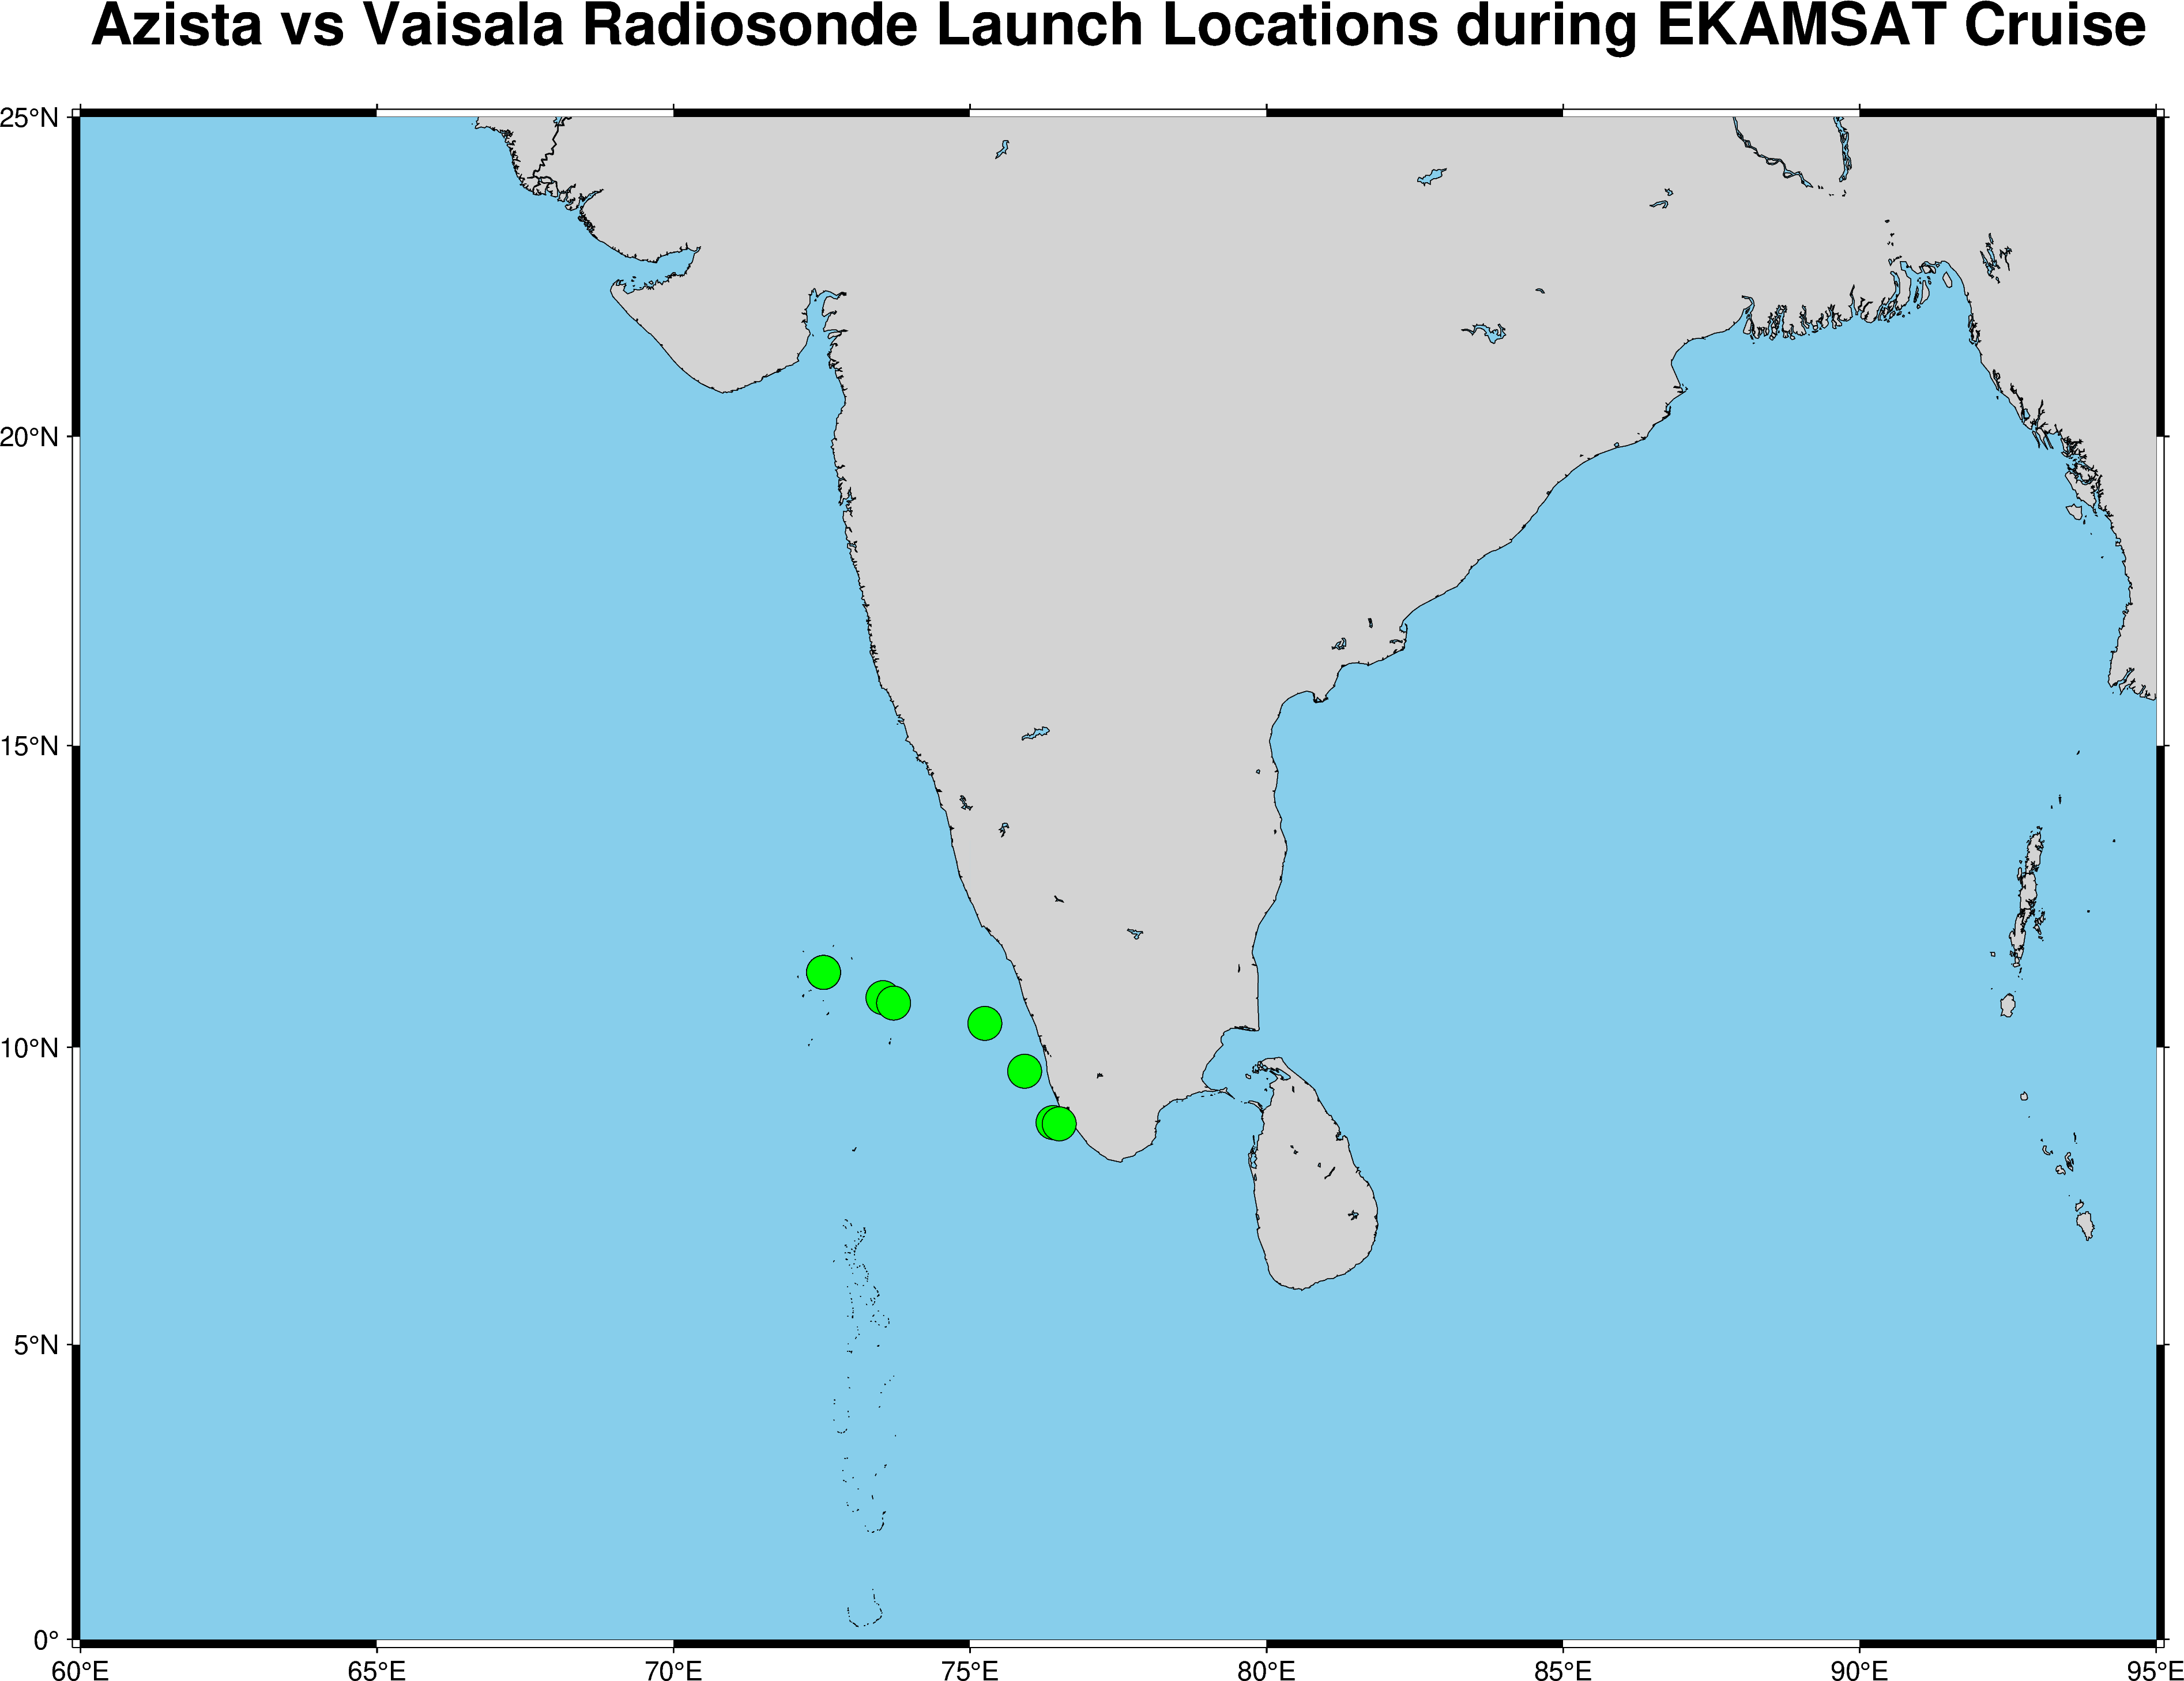 Azista vs Vaisala Radiosonde Launch Locations during EKAMSAT Cruise
25°N
20°N
15°N
10°N
5°N
0°
60°E 65°E 70°E 75°E 80°E 85°E 90°E 95°E